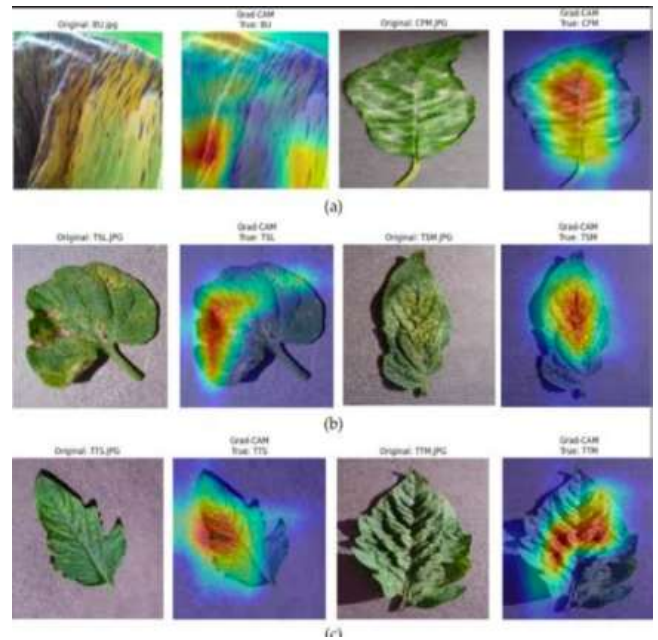 Original: BU.jpg
Grad-CAM
True: BU
Original: CPM.JPG
Grad-CAM
True: CPM
(a)
Original: TSL.JPG
Grad-CAM
True: TSL
Original: TSM.JPG
Grad-CAM
True: TSM
(b)
Original: TTS.JPG
Grad-CAM
True: TTS
Original: TTM.JPG
Grad-CAM
True: TTM
(c)